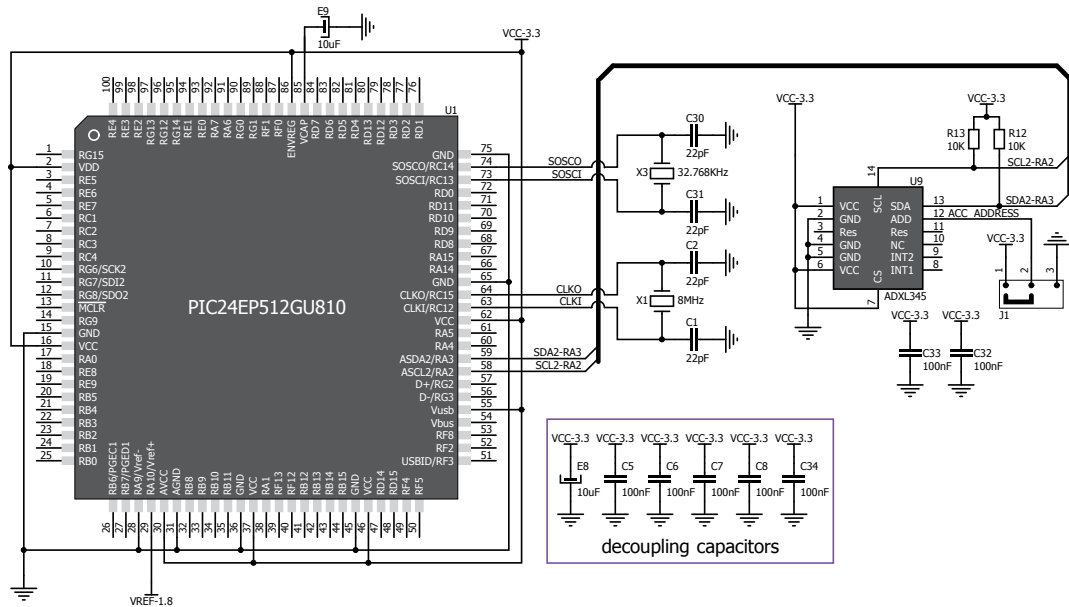 E9
10uF
VCC-3.3
100 99 98 97 96 95 94 93 92 91 90 89 88 87 86 85 84 83 82 81 80 79 78 77 76
RE4 RE3 RE2 RG13 RG12 RG14 RE1 RE0 RA7 RA6 RG0 RG1 RF1 RF0 ENVREG VCAP RD7 RD6 RD5 RD4 RD13 RD12 RD3 RD2 RD1
U1
PIC24EP512GU810
1 RG15
2 VDD
3 RE5
4 RE6
5 RE7
6 RC1
7 RC2
8 RC3
9 RC4
10 RG6/SCK2
11 RG7/SDI2
12 RG8/SDO2
13 MCLR
14 RG9
15 GND
16 VCC
17 RA0
18 RE8
19 RE9
20 RB5
21 RB4
22 RB3
23 RB2
24 RB1
25 RB0
GND 75
SOSCO/RC14 74 SOSCO
SOSCI/RC13 73 SOSCI
RD0 72
RD11 71
RD10 70
RD9 69
RD8 68
RA15 67
RA14 66
GND 65
CLKO/RC15 64 CLKO
CLKI/RC12 63 CLKI
VCC 62
RA5 61
RA4 60
ASDA2/RA3 59 SDA2-RA3
ASCL2/RA2 58 SCL2-RA2
D+/RG2 57
D-/RG3 56
Vusb 55
Vbus 54
RF8 53
RF2 52
USBID/RF3 51
RB6/PGEC1 RB7/PGED1 RA9/Vref- RA10/Vref+ AVCC AGND RB8 RB9 RB10 RB11 GND VCC RA1 RF13 RF12 RB12 RB13 RB14 RB15 GND VCC RD14 RD15 RF4 RF5
26 27 28 29 30 31 32 33 34 35 36 37 38 39 40 41 42 43 44 45 46 47 48 49 50
VREF-1.8
C30
22pF
X3 32.768KHz
C31
22pF
C2
22pF
X1 8MHz
C1
22pF
VCC-3.3
VCC-3.3
R13
10K
R12
10K
SCL2-RA2
14
U9
SCL
1 VCC
2 GND
3 Res
4 GND
5 GND
6 VCC
SDA 13 SDA2-RA3
ADD 12 ACC ADDRESS
Res 11
NC 10
INT2 9
INT1 8
CS
7
ADXL345
VCC-3.3
1 2 3
J1
VCC-3.3
C33
100nF
VCC-3.3
C32
100nF
VCC-3.3 VCC-3.3 VCC-3.3 VCC-3.3 VCC-3.3 VCC-3.3
E8 C5 C6 C7 C8 C34
10uF 100nF 100nF 100nF 100nF 100nF
decoupling capacitors